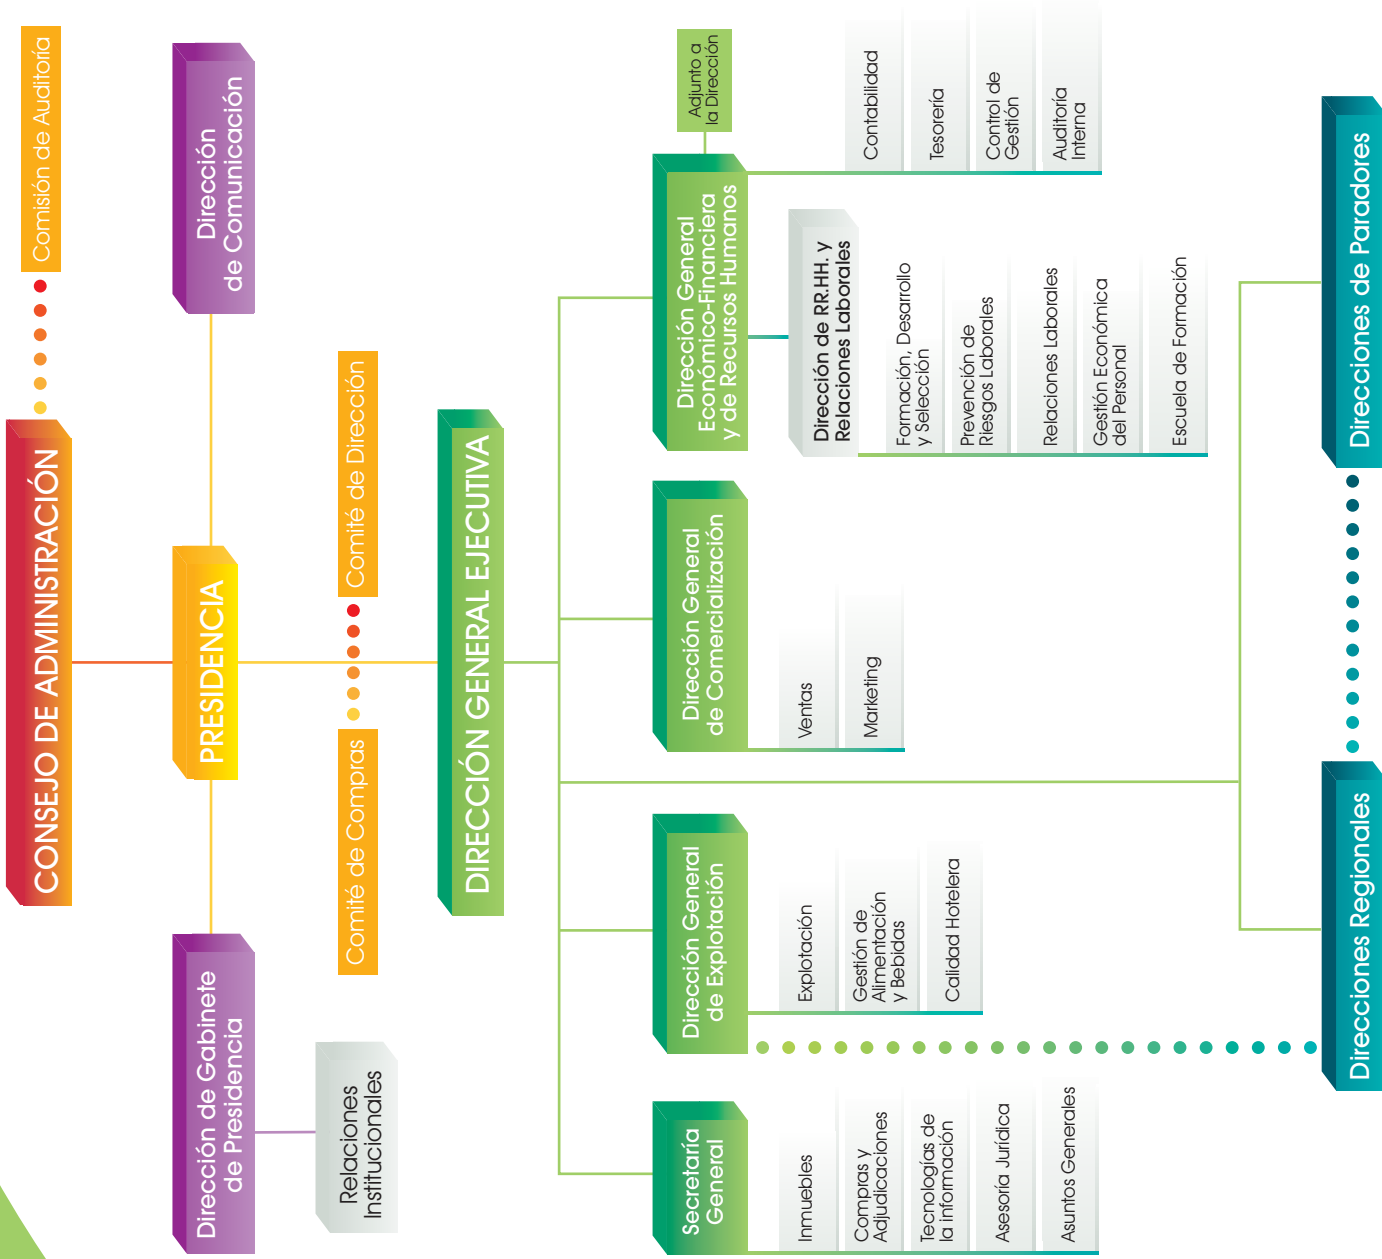 CONSEJO DE ADMINISTRACIÓN
Comisión de Auditoría
Dirección de Gabinete
de Presidencia
PRESIDENCIA
Dirección
de Comunicación
Relaciones
Institucionales
Comité de Compras
Comité de Dirección
DIRECCIÓN GENERAL EJECUTIVA
Secretaría
General
Inmuebles
Compras y
Adjudicaciones
Tecnologías de
la información
Asesoría Jurídica
Asuntos Generales
Dirección General
de Explotación
Explotación
Gestión de
Alimentación
y Bebidas
Calidad Hotelera
Dirección General
de Comercialización
Ventas
Marketing
Dirección General
Económico-Financiera
y de Recursos Humanos
Adjunto a
la Dirección
Dirección de RR.HH. y
Relaciones Laborales
Formación, Desarrollo
y Selección
Prevención de
Riesgos Laborales
Relaciones Laborales
Gestión Económica
del Personal
Escuela de Formación
Contabilidad
Tesorería
Control de
Gestión
Auditoría
Interna
Direcciones Regionales
Direcciones de Paradores